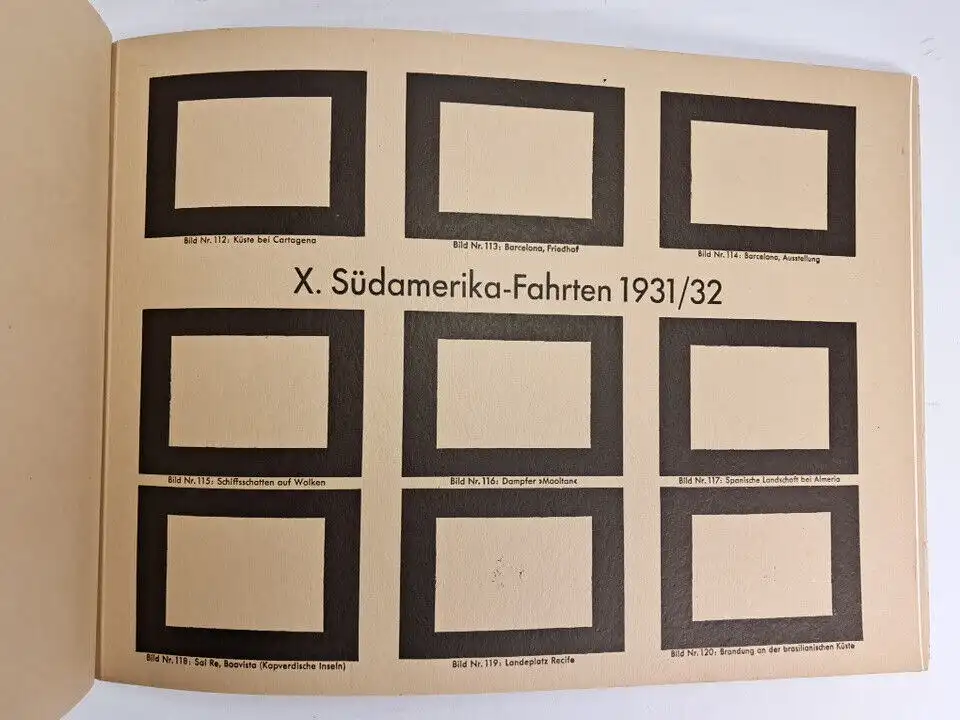 Bild Nr. 112: Küste bei Cartagena
Bild Nr. 113: Barcelona, Friedhof
Bild Nr. 114: Barcelona, Ausstellung
X. Südamerika-Fahrten 1931/32
Bild Nr. 115: Schiffsschatten auf Wolken
Bild Nr. 116: Dampfer ›Mooltan‹
Bild Nr. 117: Spanische Landschaft bei Almeria
Bild Nr. 118: Sal Re, Boavista (Kapverdische Inseln)
Bild Nr. 119: Landeplatz Recife
Bild Nr. 120: Brandung an der brasilianischen Küste